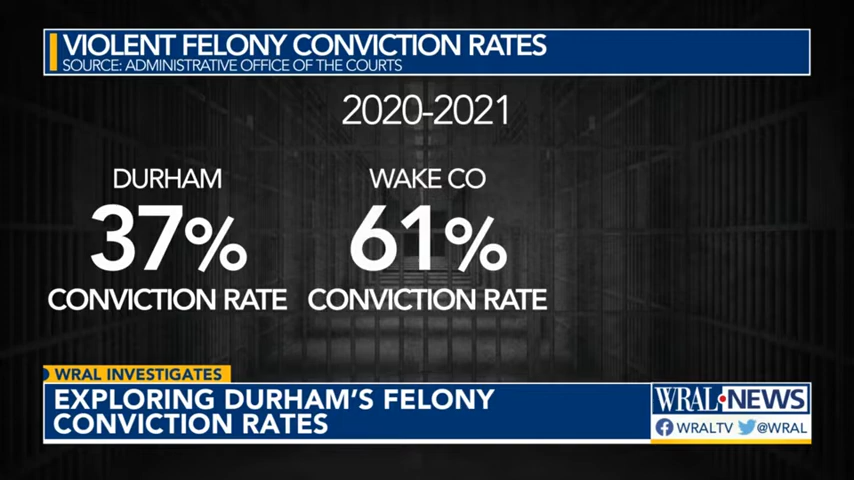 VIOLENT FELONY CONVICTION RATES
SOURCE: ADMINISTRATIVE OFFICE OF THE COURTS
2020-2021
DURHAM
37%
CONVICTION RATE
WAKE CO
61%
CONVICTION RATE
WRAL INVESTIGATES
EXPLORING DURHAM'S FELONY
CONVICTION RATES
WRAL NEWS
WRALTV @WRAL